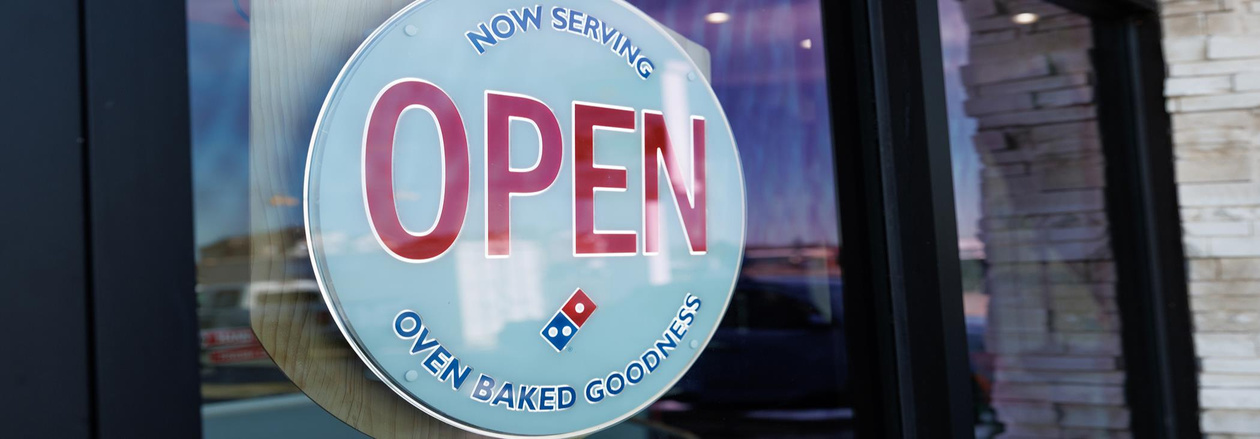 NOW SERVING
OPEN
OVEN BAKED GOODNESS